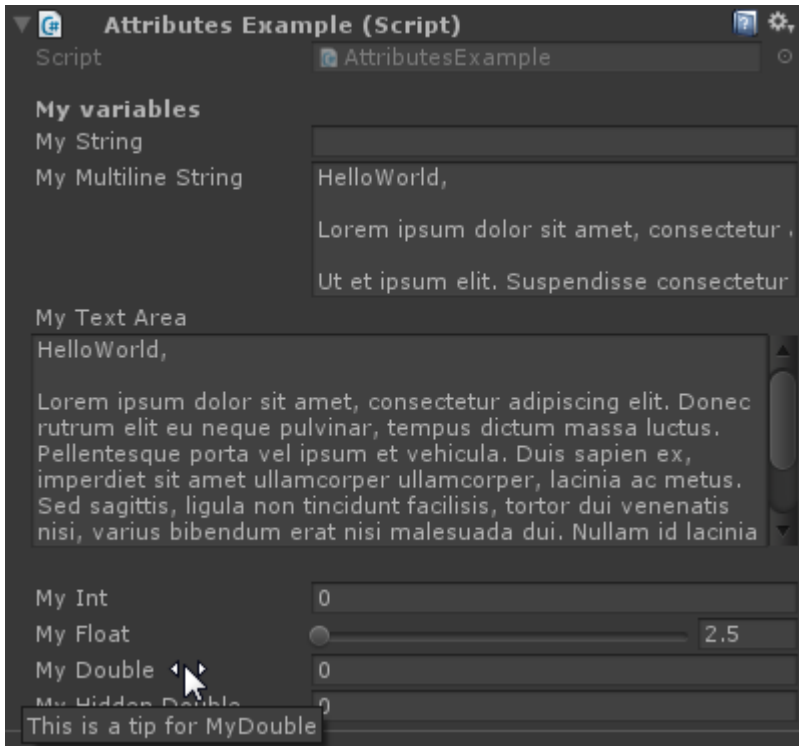 Attributes Example (Script)
Script AttributesExample
My variables
My String
My Multiline String HelloWorld,
Lorem ipsum dolor sit amet, consectetur
Ut et ipsum elit. Suspendisse consectetur
My Text Area
HelloWorld,
Lorem ipsum dolor sit amet, consectetur adipiscing elit. Donec
rutrum elit eu neque pulvinar, tempus dictum massa luctus.
Pellentesque porta vel ipsum et vehicula. Duis sapien ex,
imperdiet sit amet ullamcorper ullamcorper, lacinia ac metus.
Sed sagittis, ligula non tincidunt facilisis, tortor dui venenatis
nisi, varius bibendum erat nisi malesuada dui. Nullam id lacinia
My Int 0
My Float 2.5
My Double 0
My Hidden Double 0
This is a tip for MyDouble